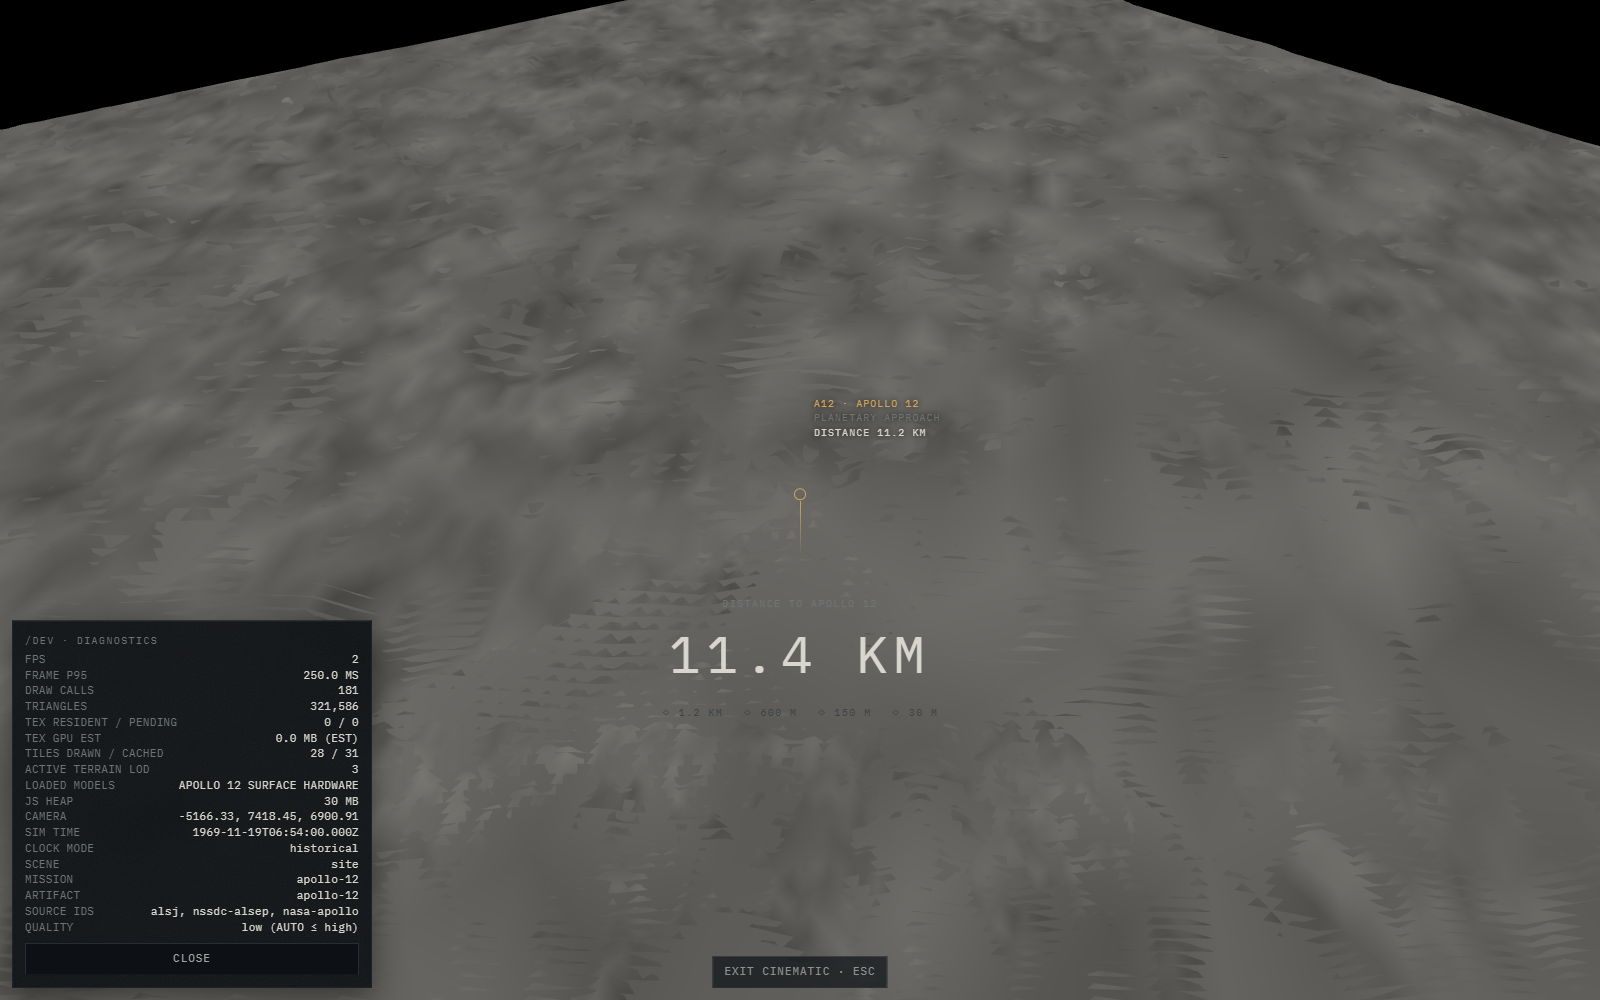 A12 · APOLLO 12
PLANETARY APPROACH
DISTANCE 11.2 KM
DISTANCE TO APOLLO 12
11.4 KM
◇ 1.2 KM ◇ 600 M ◇ 150 M ◇ 30 M
/DEV · DIAGNOSTICS
FPS 2
FRAME P95 250.0 MS
DRAW CALLS 181
TRIANGLES 321,586
TEX RESIDENT / PENDING 0 / 0
TEX GPU EST 0.0 MB (EST)
TILES DRAWN / CACHED 28 / 31
ACTIVE TERRAIN LOD 3
LOADED MODELS APOLLO 12 SURFACE HARDWARE
JS HEAP 30 MB
CAMERA -5166.33, 7418.45, 6900.91
SIM TIME 1969-11-19T06:54:00.000Z
CLOCK MODE historical
SCENE site
MISSION apollo-12
ARTIFACT apollo-12
SOURCE IDS alsj, nssdc-alsep, nasa-apollo
QUALITY low (AUTO ≤ high)
CLOSE
EXIT CINEMATIC · ESC